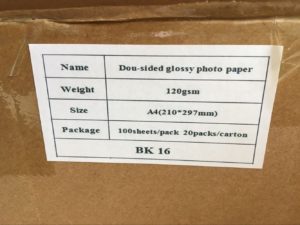 Name Dou-sided glossy photo paper
Weight 120gsm
Size A4(210*297mm)
Package 100sheets/pack 20packs/carton
BK 16